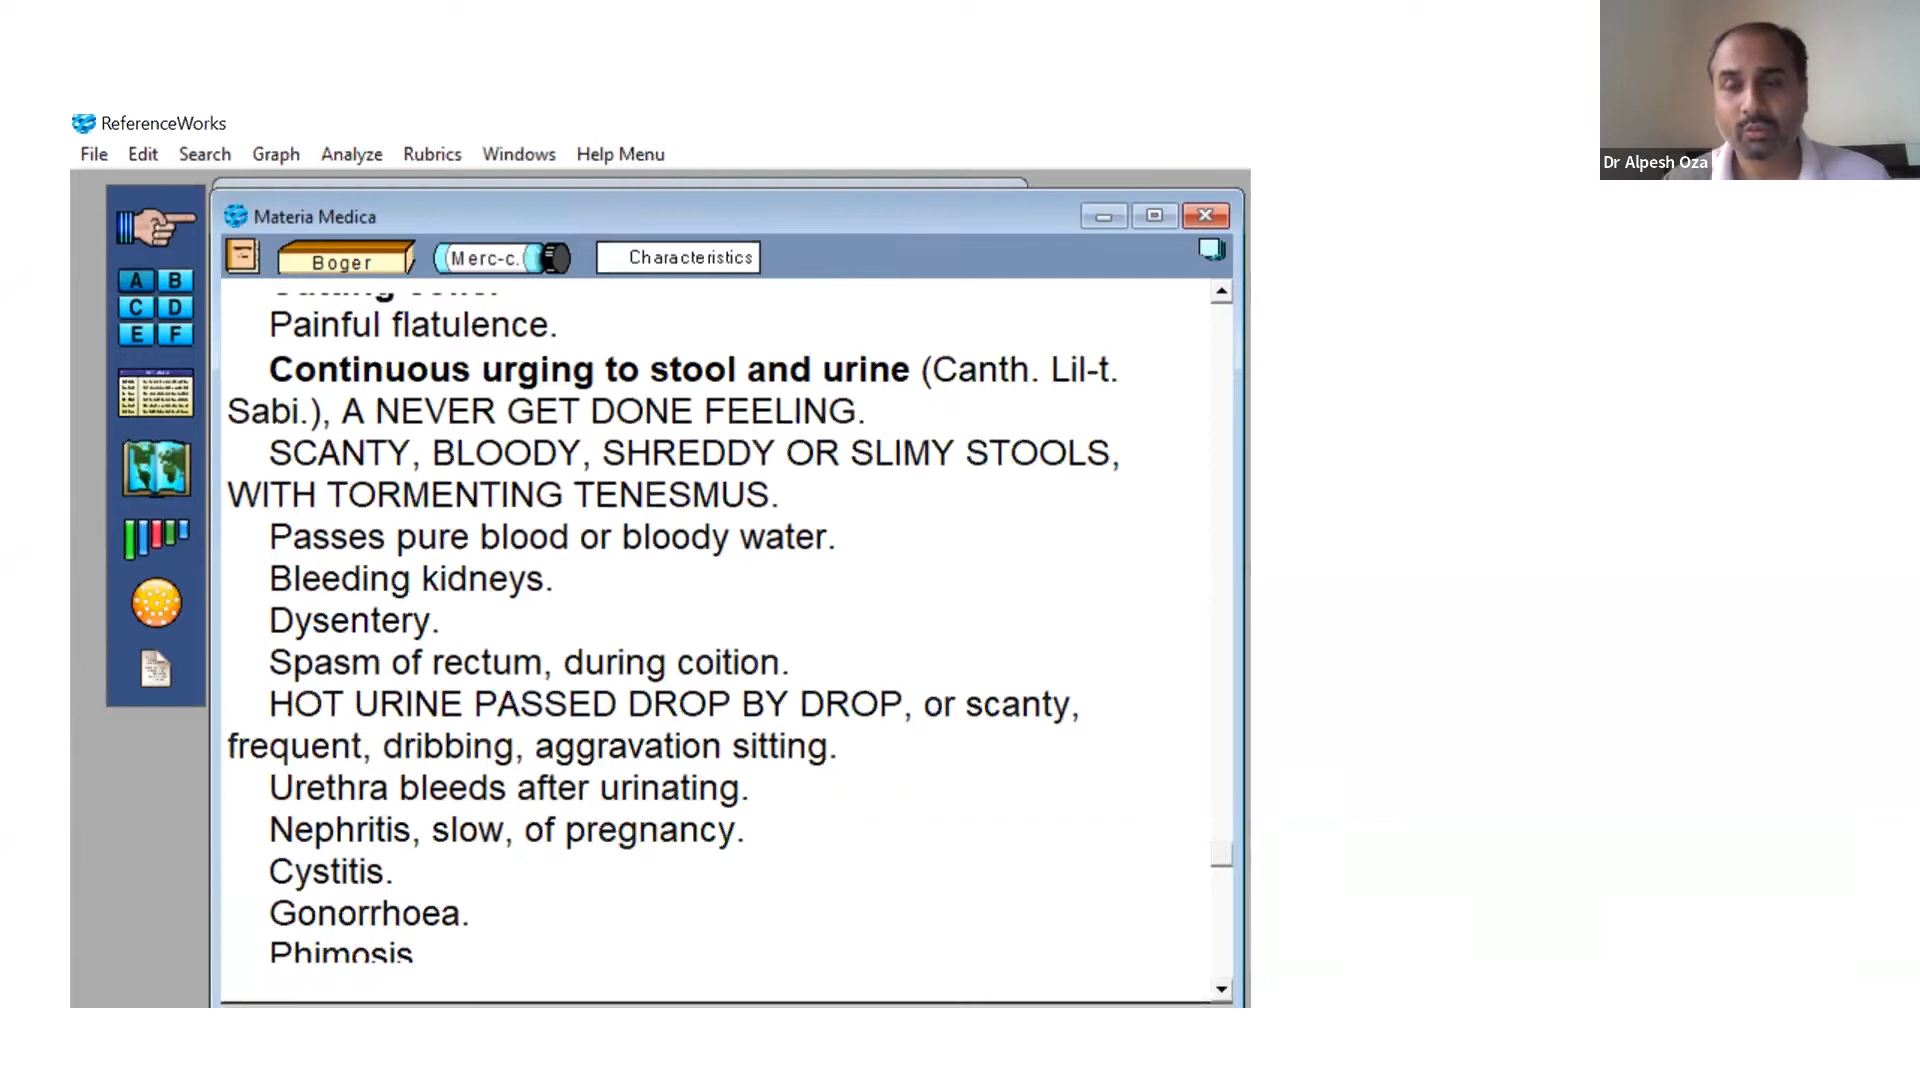 ReferenceWorks
File Edit Search Graph Analyze Rubrics Windows Help Menu
Materia Medica
Boger Merc-c. Characteristics
A B
C D
E F
Painful flatulence.
Continuous urging to stool and urine (Canth. Lil-t.
Sabi.), A NEVER GET DONE FEELING.
SCANTY, BLOODY, SHREDDY OR SLIMY STOOLS,
WITH TORMENTING TENESMUS.
Passes pure blood or bloody water.
Bleeding kidneys.
Dysentery.
Spasm of rectum, during coition.
HOT URINE PASSED DROP BY DROP, or scanty,
frequent, dribbing, aggravation sitting.
Urethra bleeds after urinating.
Nephritis, slow, of pregnancy.
Cystitis.
Gonorrhoea.
Phimosis
Dr Alpesh Oza